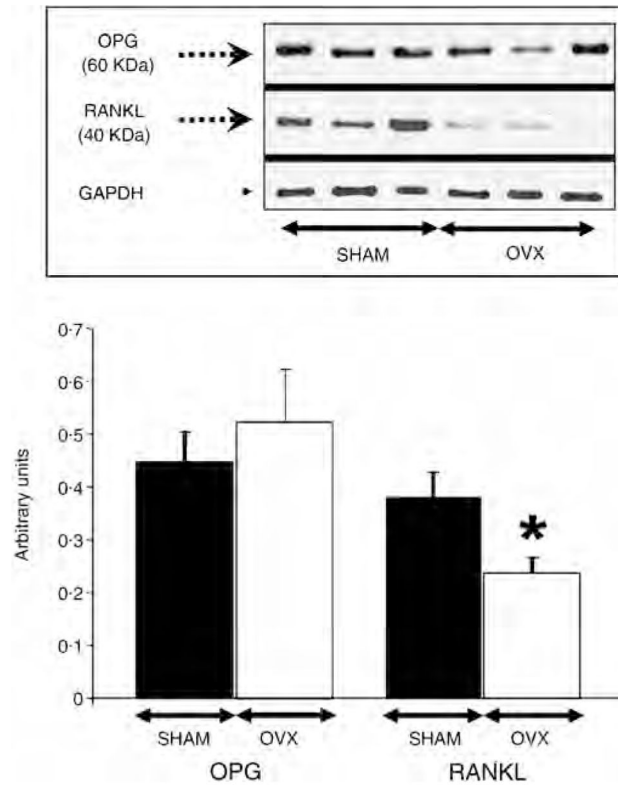 OPG
(60 KDa)
RANKL
(40 KDa)
GAPDH
SHAM OVX
0·7
0·6
0·5
0·4
0·3
0·2
0·1
0
Arbitrary units
*
SHAM OVX SHAM OVX
OPG RANKL